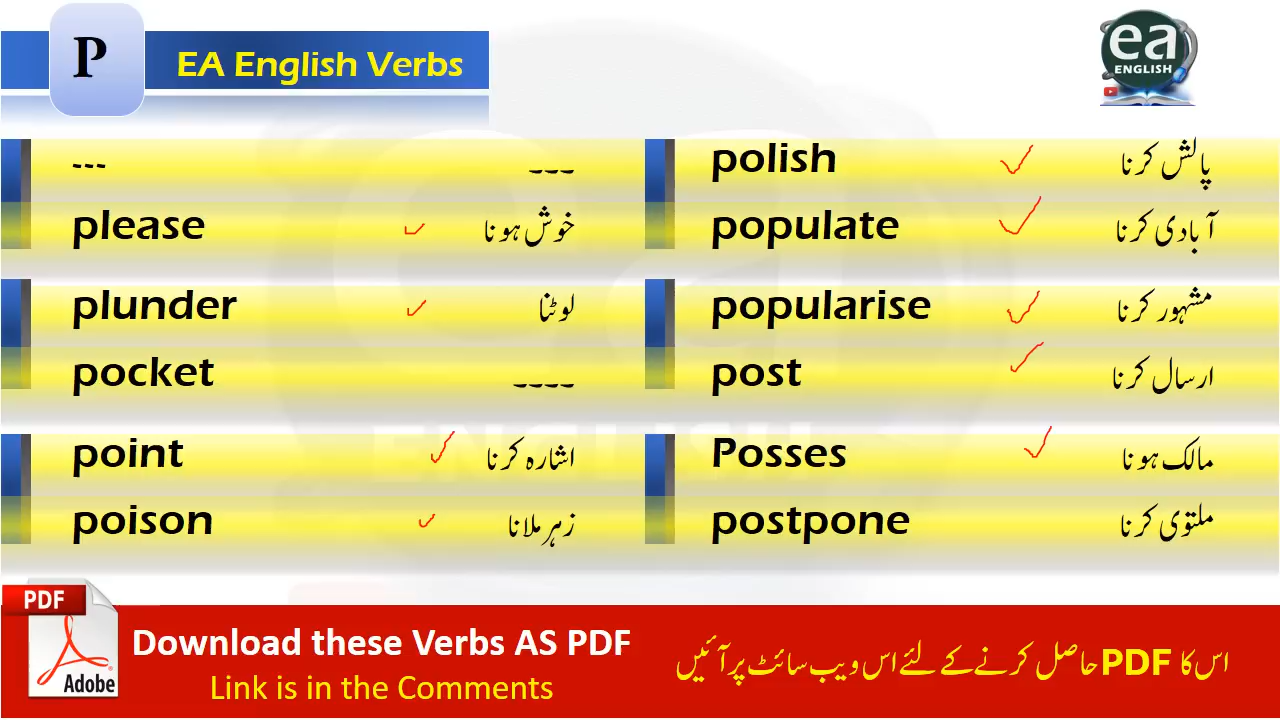 P
EA English Verbs
ea
ENGLISH
--- ---
please خوش ہونا
plunder لوٹنا
pocket ----
point اشارہ کرنا
poison زہر ملانا
polish پالش کرنا
populate آبادی کرنا
popularise مشہور کرنا
post ارسال کرنا
Posses مالک ہونا
postpone ملتوی کرنا
PDF
Adobe
Download these Verbs AS PDF
Link is in the Comments
اس کا PDF حاصل کرنے کے لئے اس ویب سائٹ پر آئیں